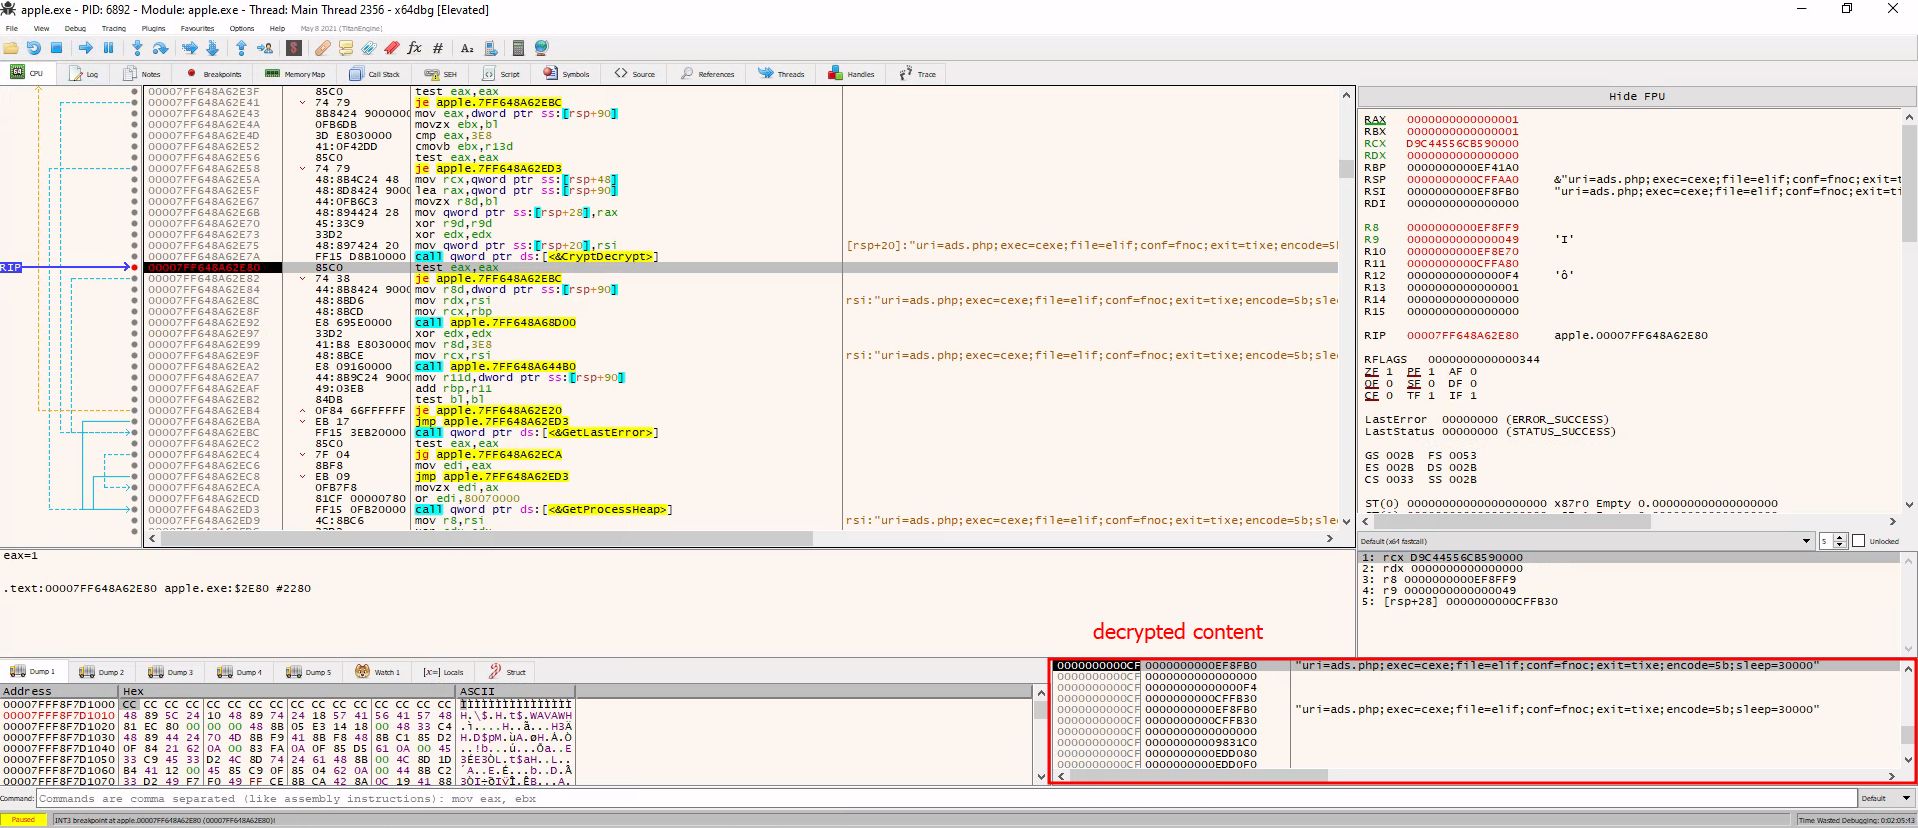 apple.exe - PID: 6892 - Module: apple.exe - Thread: Main Thread 2356 - x64dbg [Elevated]
File View Debug Tracing Plugins Favourites Options Help May 8 2021 (TitanEngine)
CPU Log Notes Breakpoints Memory Map Call Stack SEH Script Symbols Source References Threads Handles Trace
00007FF648A62E3F 85C0 test eax,eax
00007FF648A62E41 74 79 je apple.7FF648A62EBC
00007FF648A62E43 8B8424 9000000 mov eax,dword ptr ss:[rsp+90]
00007FF648A62E4A 0FB6DB movzx ebx,bl
00007FF648A62E4D 3D E8030000 cmp eax,3E8
00007FF648A62E52 41:0F42DD cmovb ebx,r13d
00007FF648A62E56 85C0 test eax,eax
00007FF648A62E58 74 79 je apple.7FF648A62ED3
00007FF648A62E5A 48:8B4C24 48 mov rcx,qword ptr ss:[rsp+48]
00007FF648A62E5F 48:8D8424 9000 lea rax,qword ptr ss:[rsp+90]
00007FF648A62E67 44:0FB6C3 movzx r8d,bl
00007FF648A62E6B 48:894424 28 mov qword ptr ss:[rsp+28],rax
00007FF648A62E70 45:33C9 xor r9d,r9d
00007FF648A62E73 33D2 xor edx,edx
00007FF648A62E75 48:897424 20 mov qword ptr ss:[rsp+20],rsi [rsp+20]:"uri=ads.php;exec=cexe;file=elif;conf=fnoc;exit=tixe;encode=5
00007FF648A62E7A FF15 D8B10000 call qword ptr ds:[<&CryptDecrypt>]
RIP 00007FF648A62E80 85C0 test eax,eax
00007FF648A62E82 74 38 je apple.7FF648A62EBC
00007FF648A62E84 44:8B8424 9000 mov r8d,dword ptr ss:[rsp+90]
00007FF648A62E8C 48:8BD6 mov rdx,rsi rsi:"uri=ads.php;exec=cexe;file=elif;conf=fnoc;exit=tixe;encode=5b;sle
00007FF648A62E8F 48:8BCD mov rcx,rbp
00007FF648A62E92 E8 695E0000 call apple.7FF648A68D00
00007FF648A62E97 33D2 xor edx,edx
00007FF648A62E99 41:B8 E8030000 mov r8d,3E8
00007FF648A62E9F 48:8BCE mov rcx,rsi rsi:"uri=ads.php;exec=cexe;file=elif;conf=fnoc;exit=tixe;encode=5b;sle
00007FF648A62EA2 E8 09160000 call apple.7FF648A644B0
00007FF648A62EA7 44:8B9C24 9000 mov r11d,dword ptr ss:[rsp+90]
00007FF648A62EAF 49:03EB add rbp,r11
00007FF648A62EB2 84DB test bl,bl
00007FF648A62EB4 0F84 66FFFFFF je apple.7FF648A62E20
00007FF648A62EBA EB 17 jmp apple.7FF648A62ED3
00007FF648A62EBC FF15 3EB20000 call qword ptr ds:[<&GetLastError>]
00007FF648A62EC2 85C0 test eax,eax
00007FF648A62EC4 7F 04 jg apple.7FF648A62ECA
00007FF648A62EC6 8BF8 mov edi,eax
00007FF648A62EC8 EB 09 jmp apple.7FF648A62ED3
00007FF648A62ECA 0FB7F8 movzx edi,ax
00007FF648A62ECD 81CF 00000780 or edi,80070000
00007FF648A62ED3 FF15 0FB20000 call qword ptr ds:[<&GetProcessHeap>]
00007FF648A62ED9 4C:8BC6 mov r8,rsi rsi:"uri=ads.php;exec=cexe;file=elif;conf=fnoc;exit=tixe;encode=5b;sle
Hide FPU
RAX 0000000000000001
RBX 0000000000000001
RCX D9C44556CB590000
RDX 0000000000000000
RBP 0000000000EF41A0
RSP 0000000000CFFAA0 &"uri=ads.php;exec=cexe;file=elif;conf=fnoc;exit=t
RSI 0000000000EF8FB0 "uri=ads.php;exec=cexe;file=elif;conf=fnoc;exit=ti
RDI 0000000000000000
R8 0000000000EF8FF9
R9 0000000000000049 'I'
R10 0000000000EF8E70
R11 0000000000CFFA80
R12 00000000000000F4 'ô'
R13 0000000000000001
R14 0000000000000000
R15 0000000000000000
RIP 00007FF648A62E80 apple.00007FF648A62E80
RFLAGS 0000000000000344
ZF 1 PF 1 AF 0
OF 0 SF 0 DF 0
CF 0 TF 1 IF 1
LastError 00000000 (ERROR_SUCCESS)
LastStatus 00000000 (STATUS_SUCCESS)
GS 002B FS 0053
ES 002B DS 002B
CS 0033 SS 002B
ST(0) 00000000000000000000 x87r0 Empty 0.000000000000000000
Default (x64 fastcall) 5 Unlocked
1: rcx D9C44556CB590000
2: rdx 0000000000000000
3: r8 0000000000EF8FF9
4: r9 0000000000000049
5: [rsp+28] 0000000000CFFB30
eax=1
.text:00007FF648A62E80 apple.exe:$2E80 #2280
decrypted content
Dump 1 Dump 2 Dump 3 Dump 4 Dump 5 Watch 1 [x=] Locals Struct
Address Hex ASCII
00007FFF8F7D1000 CC CC CC CC CC CC CC CC CC CC CC CC CC CC CC CC ÌÌÌÌÌÌÌÌÌÌÌÌÌÌÌÌ
00007FFF8F7D1010 48 89 5C 24 10 48 89 74 24 18 57 41 56 41 57 48 H.\$.H.t$.WAVAWH
00007FFF8F7D1020 81 EC 80 00 00 00 48 8B 05 E3 31 14 00 48 33 C4
00007FFF8F7D1030 48 89 44 24 70 4D 8B F9 41 8B F8 48 8B C1 85 D2
00007FFF8F7D1040 0F 84 21 62 0A 00 83 FA 0A 0F 85 D5 61 0A 00 45
00007FFF8F7D1050 33 C9 45 33 D2 4C 8D 74 24 61 48 8B 00 4C 8D 1D
00007FFF8F7D1060 B4 41 12 00 45 85 C9 0F 85 04 62 0A 00 44 8B C2
00007FFF8F7D1070 33 D2 49 F7 F0 49 FF CE 8B CA 42 8A 0C 19 41 88
0000000000CF 0000000000EF8FB0 "uri=ads.php;exec=cexe;file=elif;conf=fnoc;exit=tixe;encode=5b;sleep=30000"
0000000000CF 0000000000000000
0000000000CF 00000000000000F4
0000000000CF 0000000000CFFB30
0000000000CF 0000000000EF8FB0 "uri=ads.php;exec=cexe;file=elif;conf=fnoc;exit=tixe;encode=5b;sleep=30000"
0000000000CF 0000000000CFFB30
0000000000CF 0000000000000000
0000000000CF 00000000009831C0
0000000000CF 0000000000EDD080
0000000000CF 0000000000EDD0F0
Command: Commands are comma separated (like assembly instructions): mov eax, ebx Default
Paused INT3 breakpoint at apple.00007FF648A62E80 (00007FF648A62E80)! Time Wasted Debugging: 0:02:05:43